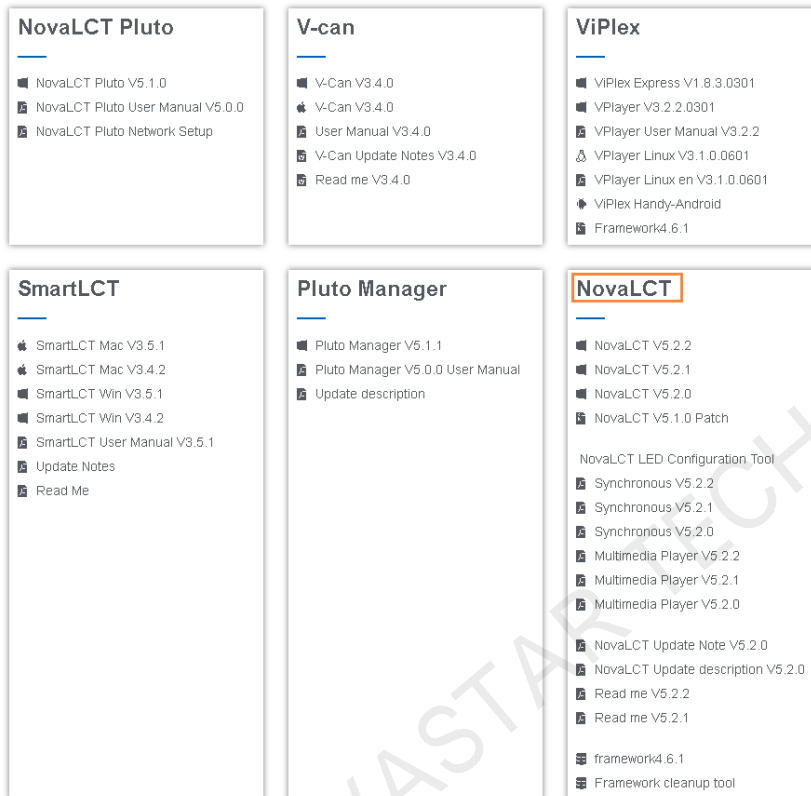 NovaLCT Pluto
NovaLCT Pluto V5.1.0
NovaLCT Pluto User Manual V5.0.0
NovaLCT Pluto Network Setup
V-can
V-Can V3.4.0
V-Can V3.4.0
User Manual V3.4.0
V-Can Update Notes V3.4.0
Read me V3.4.0
ViPlex
ViPlex Express V1.8.3.0301
VPlayer V3.2.2.0301
VPlayer User Manual V3.2.2
VPlayer Linux V3.1.0.0601
VPlayer Linux en V3.1.0.0601
ViPlex Handy-Android
Framework4.6.1
SmartLCT
SmartLCT Mac V3.5.1
SmartLCT Mac V3.4.2
SmartLCT Win V3.5.1
SmartLCT Win V3.4.2
SmartLCT User Manual V3.5.1
Update Notes
Read Me
Pluto Manager
Pluto Manager V5.1.1
Pluto Manager V5.0.0 User Manual
Update description
NovaLCT
NovaLCT V5.2.2
NovaLCT V5.2.1
NovaLCT V5.2.0
NovaLCT V5.1.0 Patch
NovaLCT LED Configuration Tool
Synchronous V5.2.2
Synchronous V5.2.1
Synchronous V5.2.0
Multimedia Player V5.2.2
Multimedia Player V5.2.1
Multimedia Player V5.2.0
NovaLCT Update Note V5.2.0
NovaLCT Update description V5.2.0
Read me V5.2.2
Read me V5.2.1
framework4.6.1
Framework cleanup tool